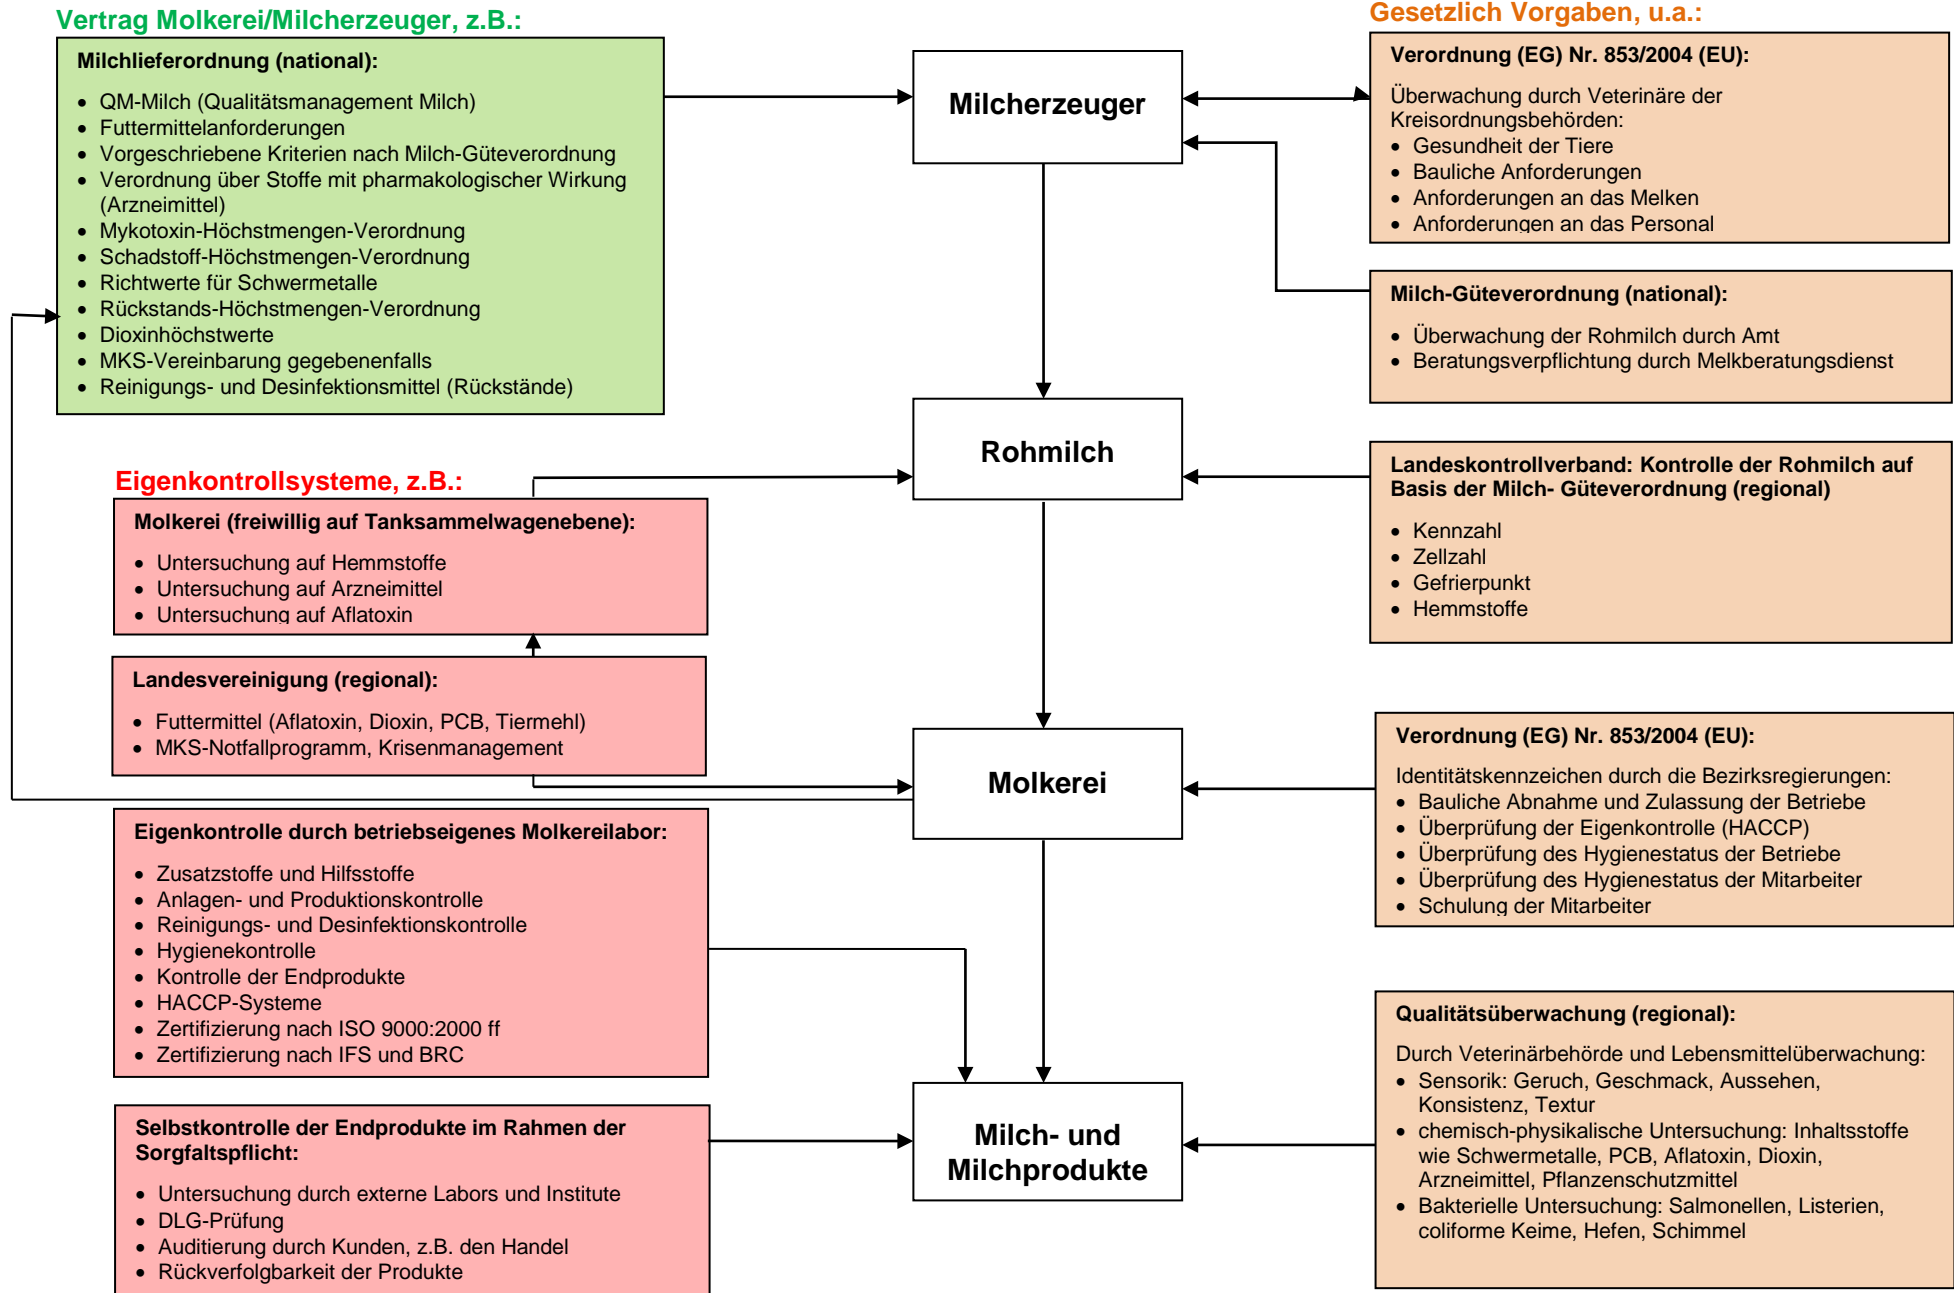 Vertrag Molkerei/Milcherzeuger, z.B.:
Milchlieferordnung (national):
• QM-Milch (Qualitätsmanagement Milch)
• Futtermittelanforderungen
• Vorgeschriebene Kriterien nach Milch-Güteverordnung
• Verordnung über Stoffe mit pharmakologischer Wirkung
(Arzneimittel)
• Mykotoxin-Höchstmengen-Verordnung
• Schadstoff-Höchstmengen-Verordnung
• Richtwerte für Schwermetalle
• Rückstands-Höchstmengen-Verordnung
• Dioxinhöchstwerte
• MKS-Vereinbarung gegebenenfalls
• Reinigungs- und Desinfektionsmittel (Rückstände)
Eigenkontrollsysteme, z.B.:
Molkerei (freiwillig auf Tanksammelwagenebene):
• Untersuchung auf Hemmstoffe
• Untersuchung auf Arzneimittel
• Untersuchung auf Aflatoxin
Landesvereinigung (regional):
• Futtermittel (Aflatoxin, Dioxin, PCB, Tiermehl)
• MKS-Notfallprogramm, Krisenmanagement
Eigenkontrolle durch betriebseigenes Molkereilabor:
• Zusatzstoffe und Hilfsstoffe
• Anlagen- und Produktionskontrolle
• Reinigungs- und Desinfektionskontrolle
• Hygienekontrolle
• Kontrolle der Endprodukte
• HACCP-Systeme
• Zertifizierung nach ISO 9000:2000 ff
• Zertifizierung nach IFS und BRC
Selbstkontrolle der Endprodukte im Rahmen der
Sorgfaltspflicht:
• Untersuchung durch externe Labors und Institute
• DLG-Prüfung
• Auditierung durch Kunden, z.B. den Handel
• Rückverfolgbarkeit der Produkte
Milcherzeuger
Rohmilch
Molkerei
Milch- und
Milchprodukte
Gesetzlich Vorgaben, u.a.:
Verordnung (EG) Nr. 853/2004 (EU):
Überwachung durch Veterinäre der
Kreisordnungsbehörden:
• Gesundheit der Tiere
• Bauliche Anforderungen
• Anforderungen an das Melken
• Anforderungen an das Personal
Milch-Güteverordnung (national):
• Überwachung der Rohmilch durch Amt
• Beratungsverpflichtung durch Melkberatungsdienst
Landeskontrollverband: Kontrolle der Rohmilch auf
Basis der Milch- Güteverordnung (regional)
• Kennzahl
• Zellzahl
• Gefrierpunkt
• Hemmstoffe
Verordnung (EG) Nr. 853/2004 (EU):
Identitätskennzeichen durch die Bezirksregierungen:
• Bauliche Abnahme und Zulassung der Betriebe
• Überprüfung der Eigenkontrolle (HACCP)
• Überprüfung des Hygienestatus der Betriebe
• Überprüfung des Hygienestatus der Mitarbeiter
• Schulung der Mitarbeiter
Qualitätsüberwachung (regional):
Durch Veterinärbehörde und Lebensmittelüberwachung:
• Sensorik: Geruch, Geschmack, Aussehen,
Konsistenz, Textur
• chemisch-physikalische Untersuchung: Inhaltsstoffe
wie Schwermetalle, PCB, Aflatoxin, Dioxin,
Arzneimittel, Pflanzenschutzmittel
• Bakterielle Untersuchung: Salmonellen, Listerien,
coliforme Keime, Hefen, Schimmel